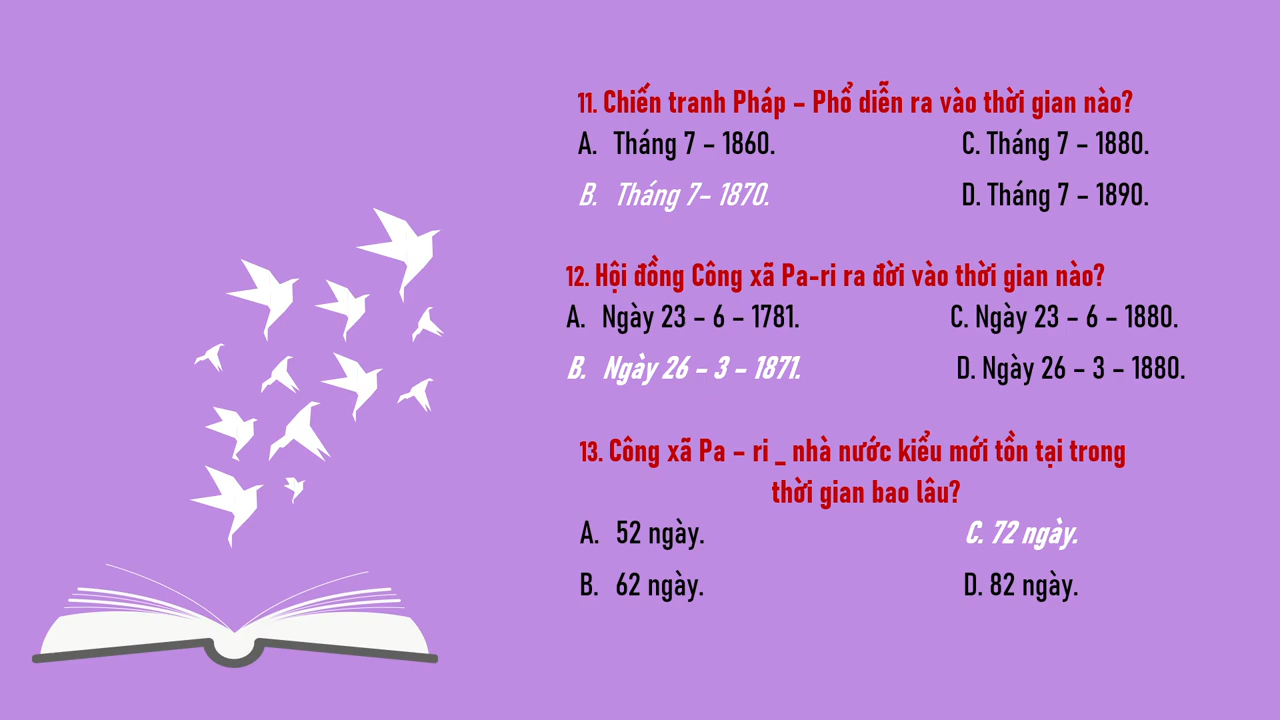 11. Chiến tranh Pháp – Phổ diễn ra vào thời gian nào?
A. Tháng 7 – 1860. C. Tháng 7 – 1880.
B. Tháng 7– 1870. D. Tháng 7 – 1890.
12. Hội đồng Công xã Pa-ri ra đời vào thời gian nào?
A. Ngày 23 – 6 – 1781. C. Ngày 23 – 6 – 1880.
B. Ngày 26 – 3 – 1871. D. Ngày 26 – 3 – 1880.
13. Công xã Pa – ri _ nhà nước kiểu mới tồn tại trong
thời gian bao lâu?
A. 52 ngày. C. 72 ngày.
B. 62 ngày. D. 82 ngày.